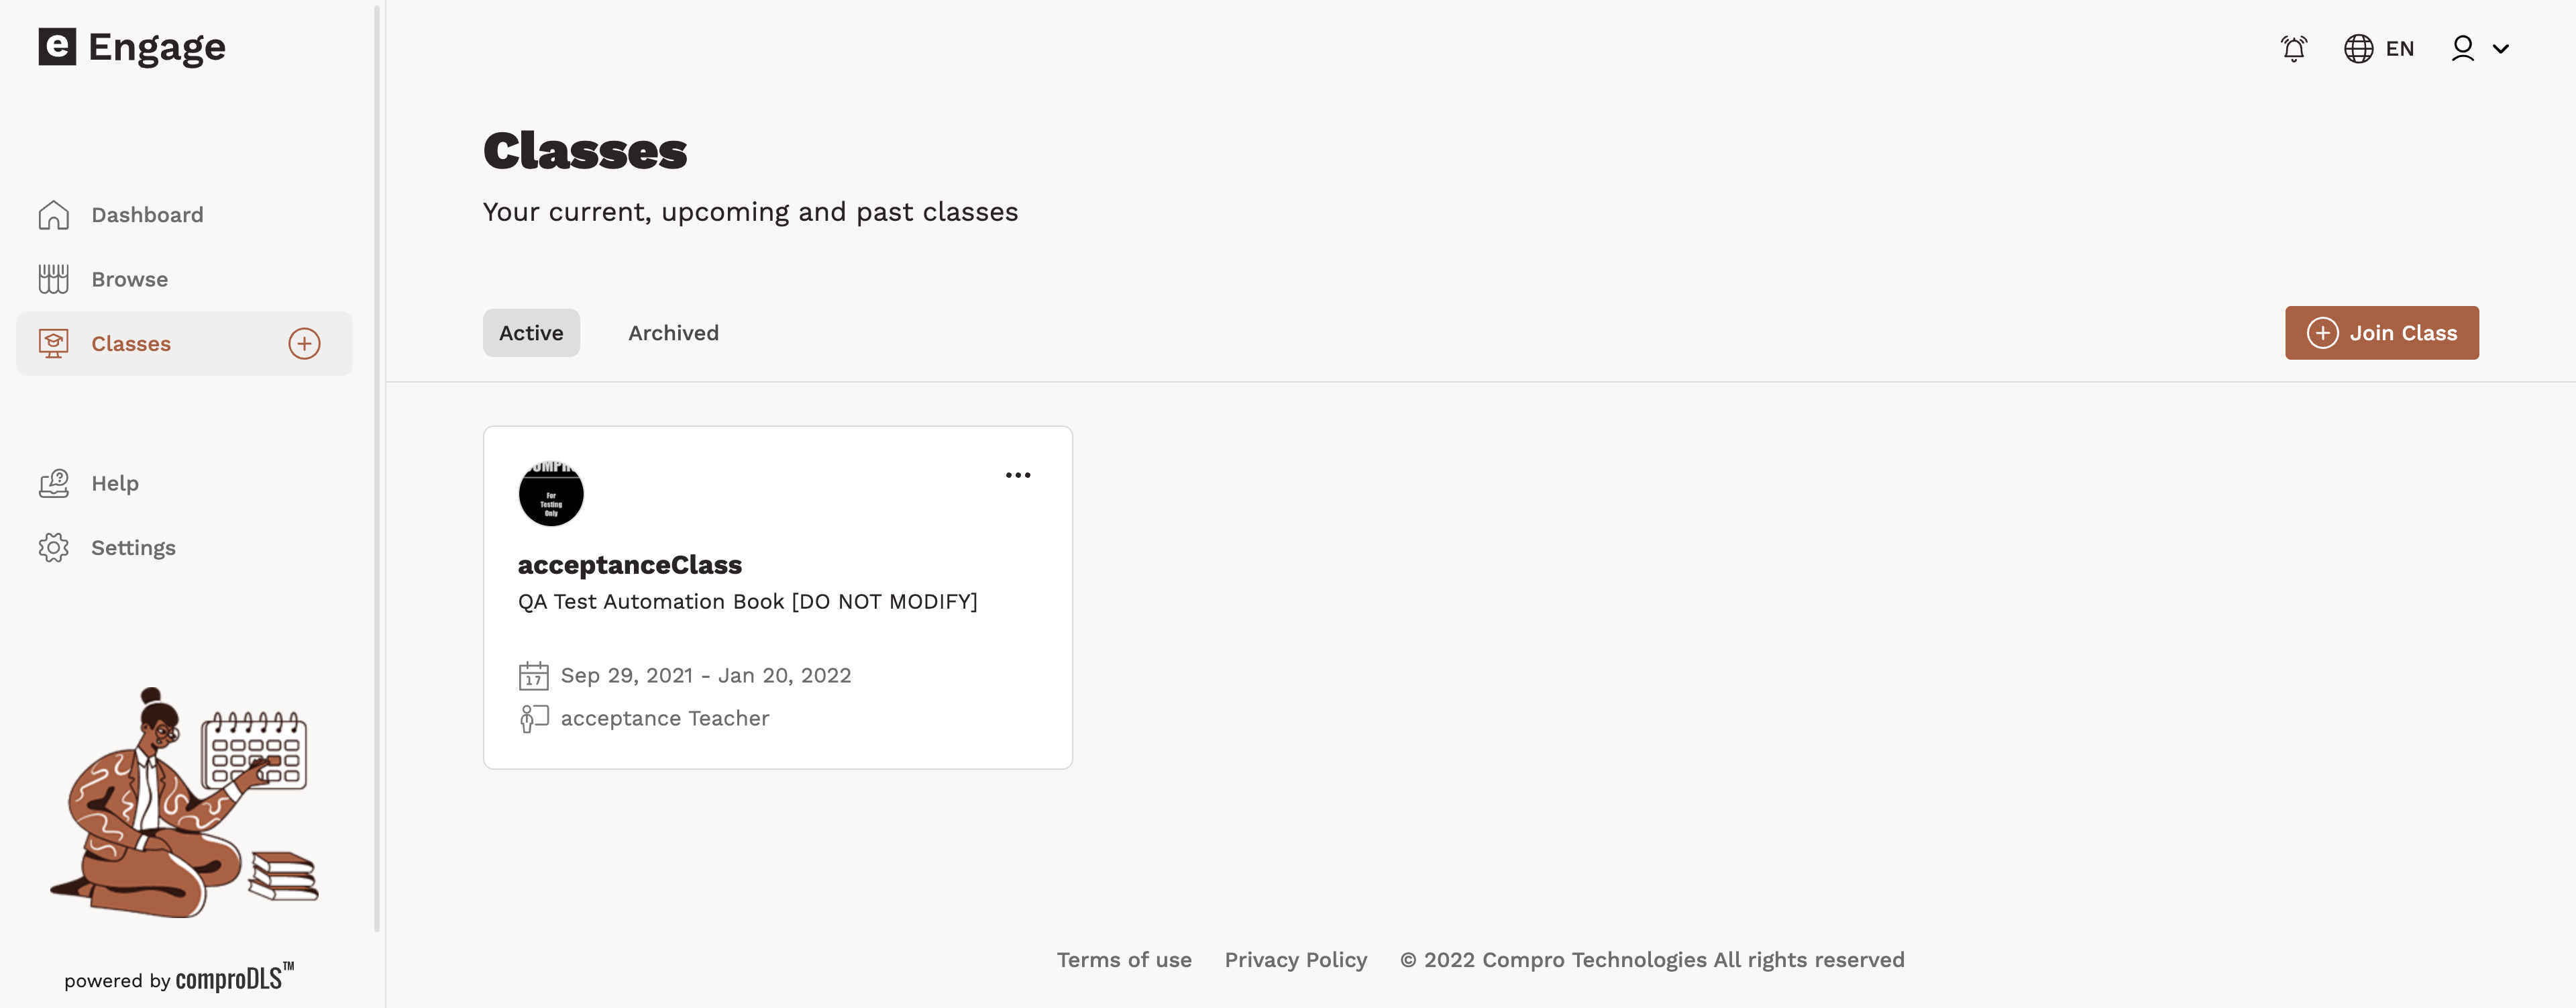 e Engage
EN
Dashboard
Browse
Classes
Help
Settings
powered by comproDLS™
Classes
Your current, upcoming and past classes
Active
Archived
Join Class
For
Testing
Only
acceptanceClass
QA Test Automation Book [DO NOT MODIFY]
17
Sep 29, 2021 - Jan 20, 2022
acceptance Teacher
Terms of use
Privacy Policy
© 2022 Compro Technologies All rights reserved